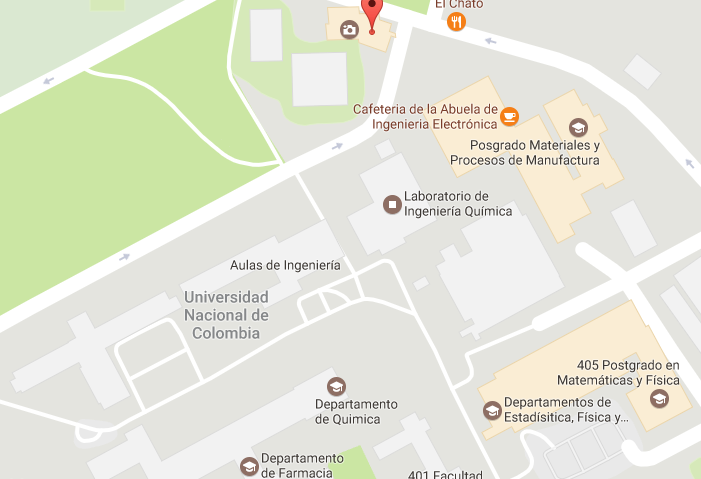 El Chato
Cafeteria de la Abuela de
Ingenieria Electrónica
Posgrado Materiales y
Procesos de Manufactura
Laboratorio de
Ingeniería Química
Aulas de Ingeniería
Universidad
Nacional de
Colombia
405 Postgrado en
Matemáticas y Física
Departamento
de Quimica
Departamentos de
Estadísitica, Física y...
Departamento
de Farmacia
401 Facultad